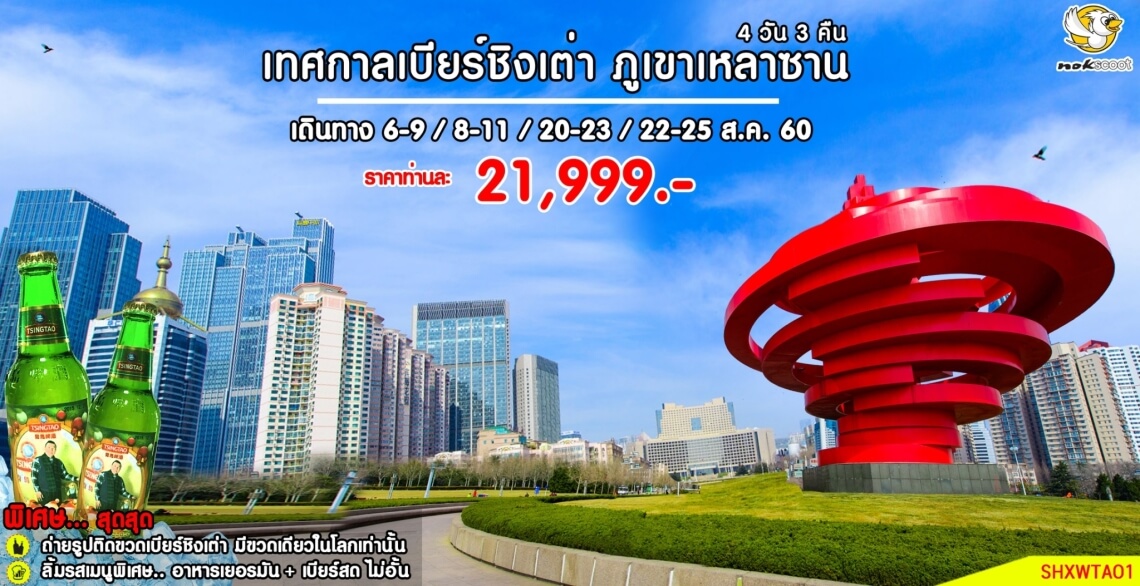 4 วัน 3 คืน
เทศกาลเบียร์ชิงเต่า ภูเขาเหลาซาน
nokscoot
เดินทาง 6-9 / 8-11 / 20-23 / 22-25 ส.ค. 60
ราคาท่านละ 21,999.-
TSINGTAO
TSINGTAO
TSINGTAO
TSINGTAO
พิเศษ... สุดสุด
ถ่ายรูปติดขวดเบียร์ชิงเต่า มีขวดเดียวในโลกเท่านั้น
ลิ้มรสเมนูพิเศษ.. อาหารเยอรมัน + เบียร์สด ไม่อั้น
SHXWTAO1